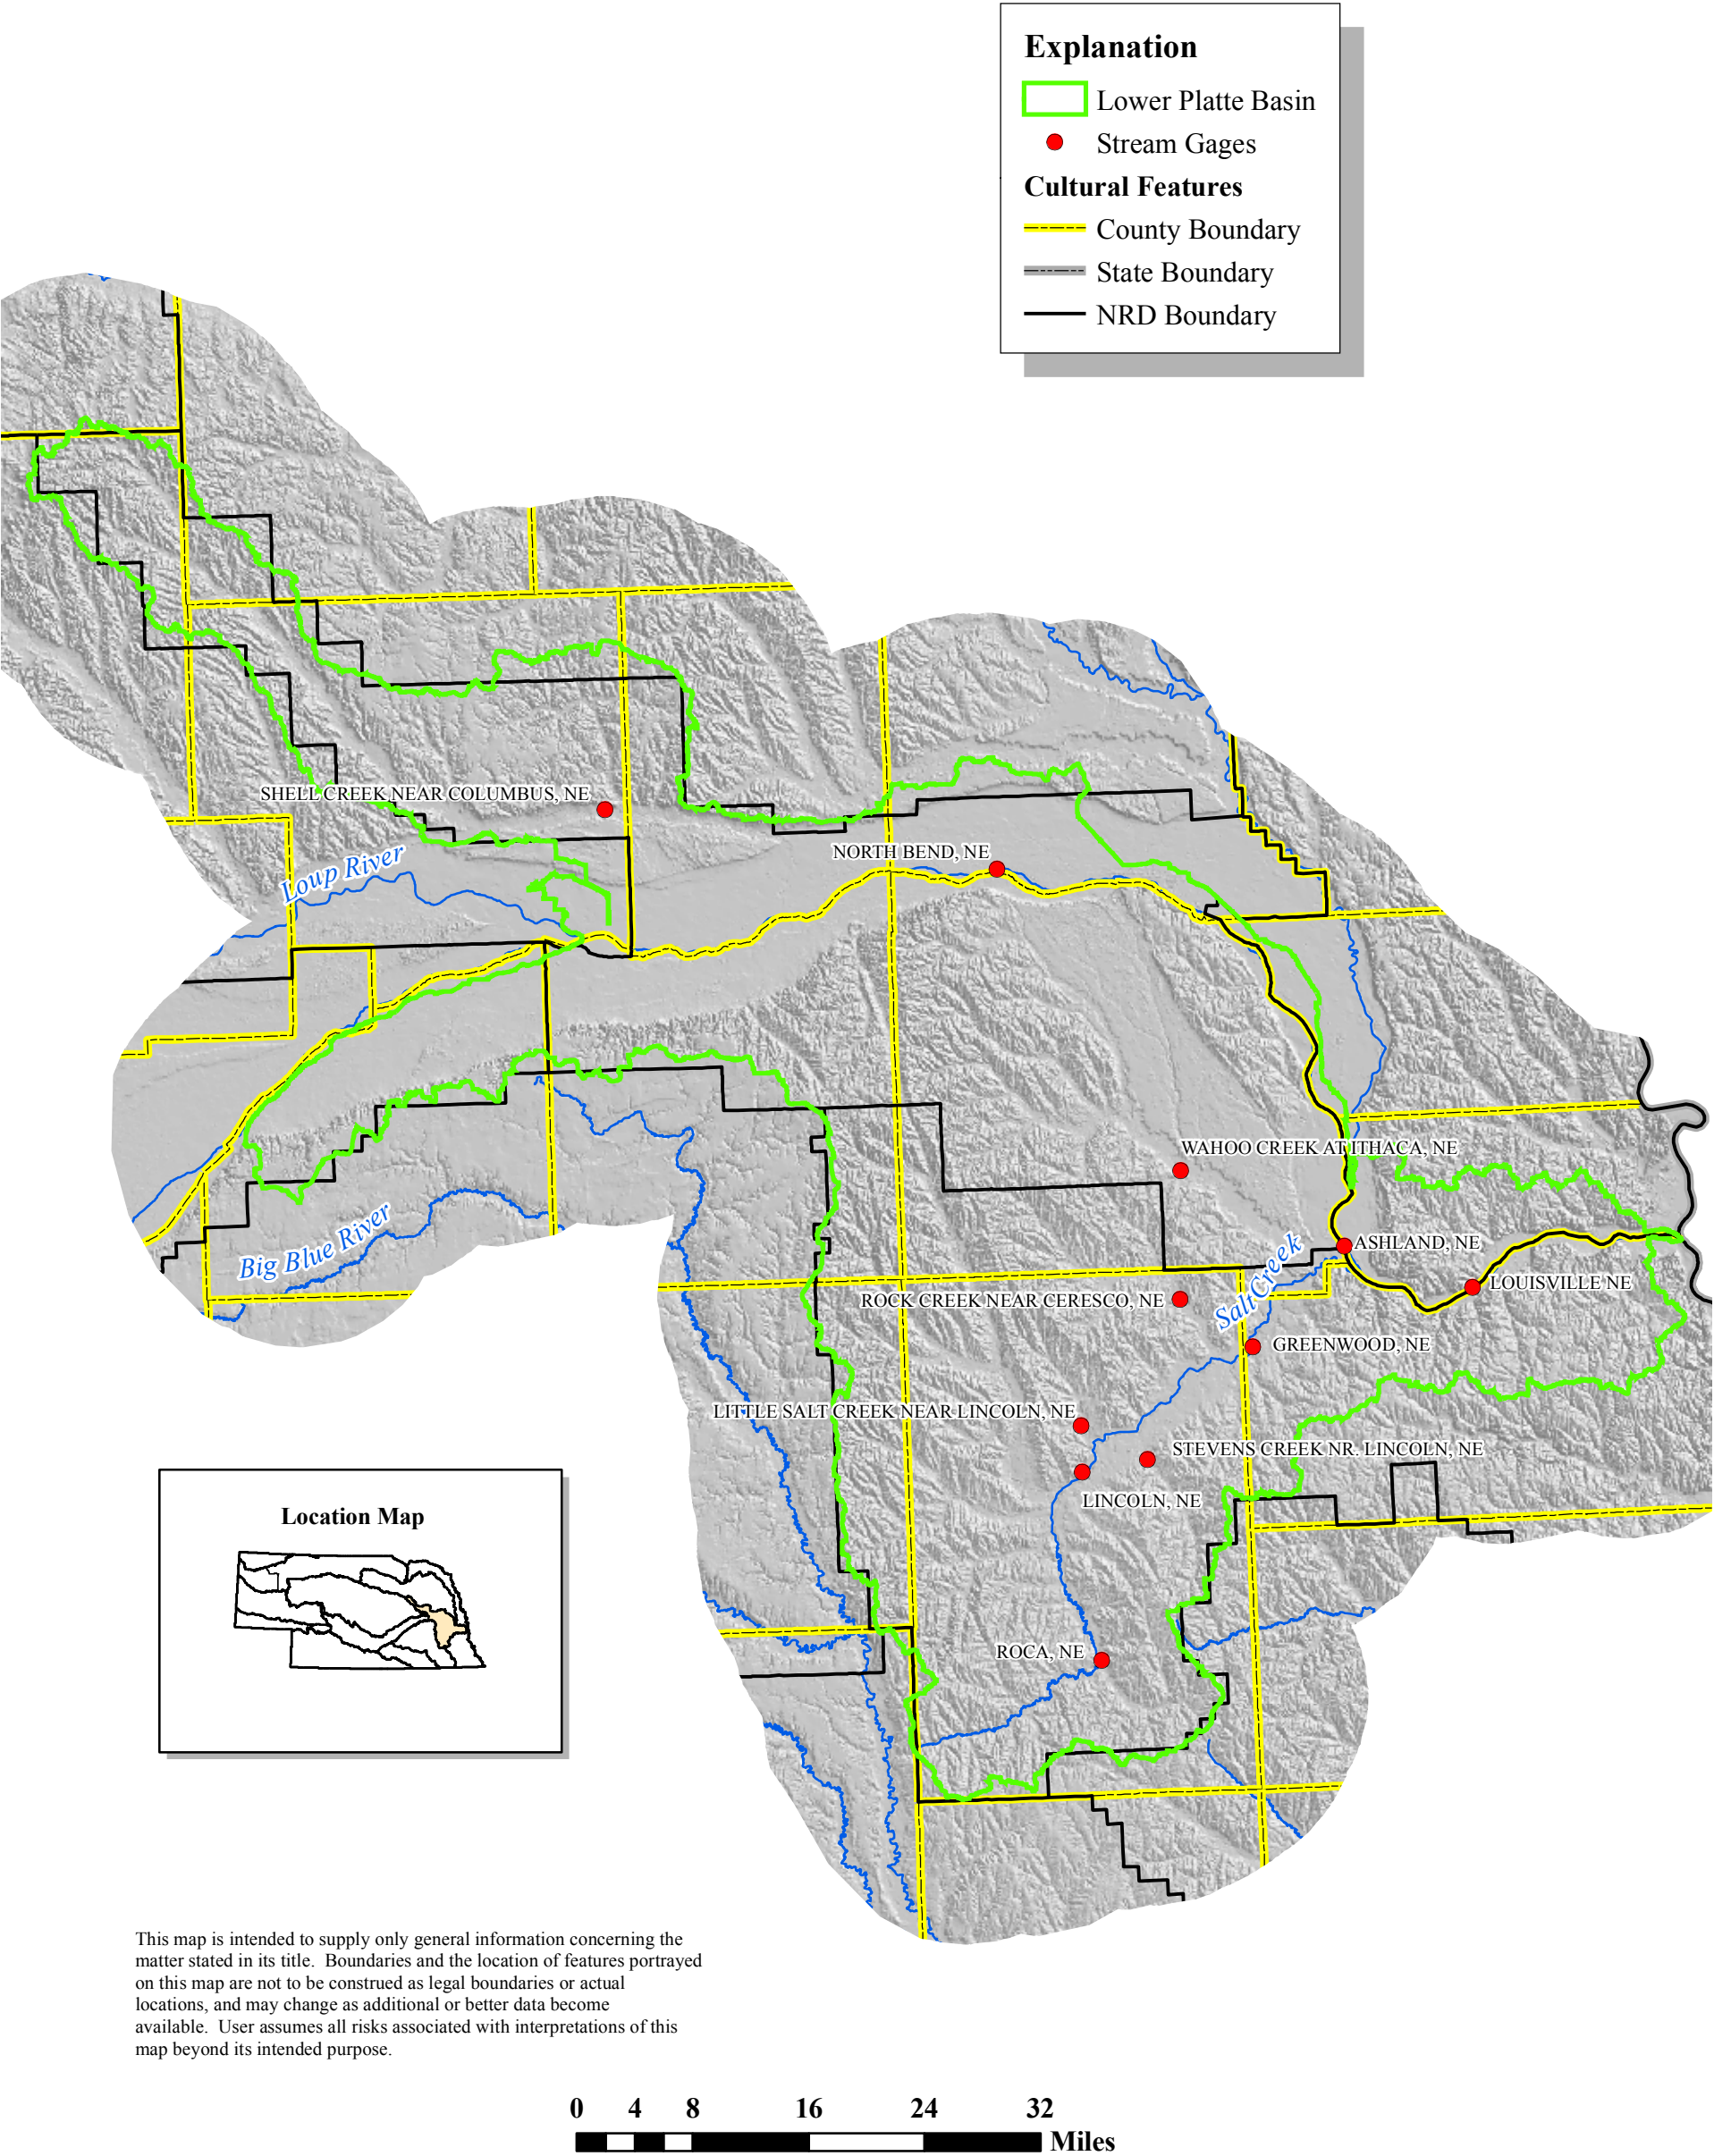 Explanation
Lower Platte Basin
Stream Gages
Cultural Features
County Boundary
State Boundary
NRD Boundary
SHELL CREEK NEAR COLUMBUS, NE
Loup River
NORTH BEND, NE
WAHOO CREEK AT ITHACA, NE
Big Blue River
ASHLAND, NE
Salt Creek
LOUISVILLE NE
ROCK CREEK NEAR CERESCO, NE
GREENWOOD, NE
LITTLE SALT CREEK NEAR LINCOLN, NE
STEVENS CREEK NR. LINCOLN, NE
LINCOLN, NE
Location Map
ROCA, NE
This map is intended to supply only general information concerning the
matter stated in its title. Boundaries and the location of features portrayed
on this map are not to be construed as legal boundaries or actual
locations, and may change as additional or better data become
available. User assumes all risks associated with interpretations of this
map beyond its intended purpose.
0 4 8 16 24 32
Miles